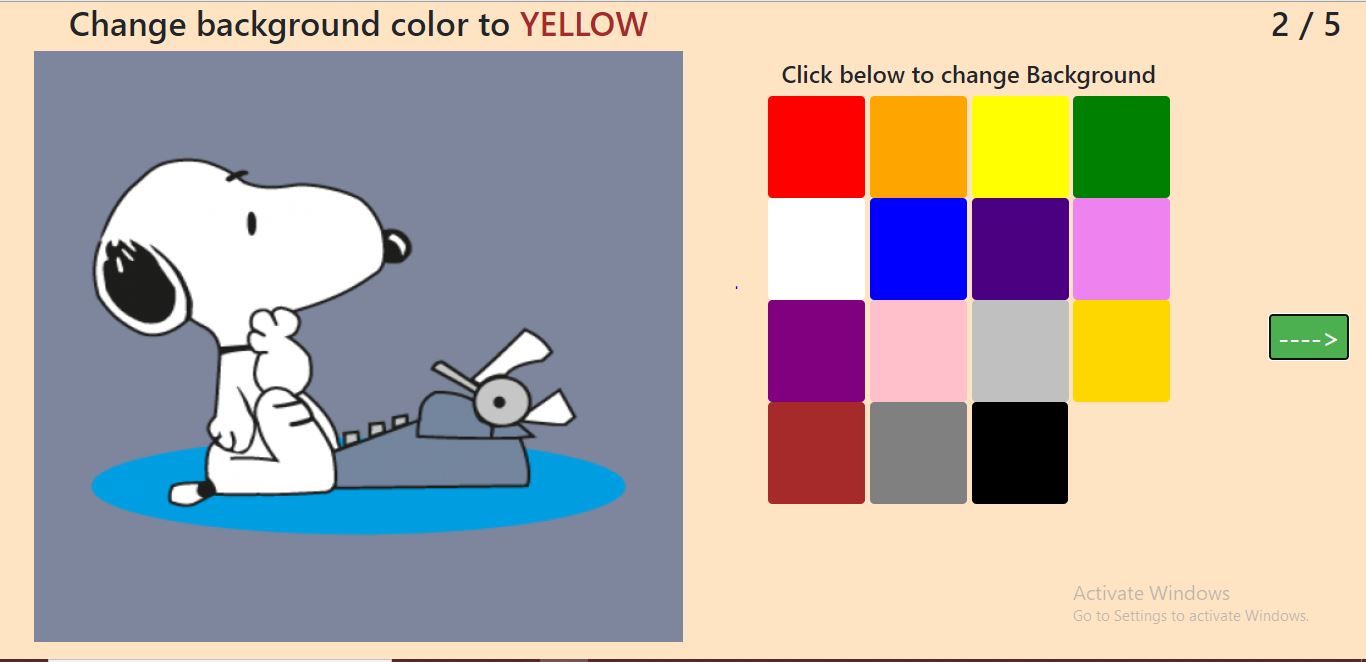 Change background color to YELLOW
2 / 5
Click below to change Background
---->
Activate Windows
Go to Settings to activate Windows.